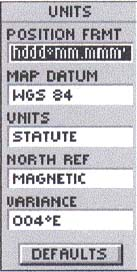 UNITS
POSITION FRMT
hddd°mm.mmm'
MAP DATUM
WGS 84
UNITS
STATUTE
NORTH REF
MAGNETIC
VARIANCE
004°E
DEFAULTS